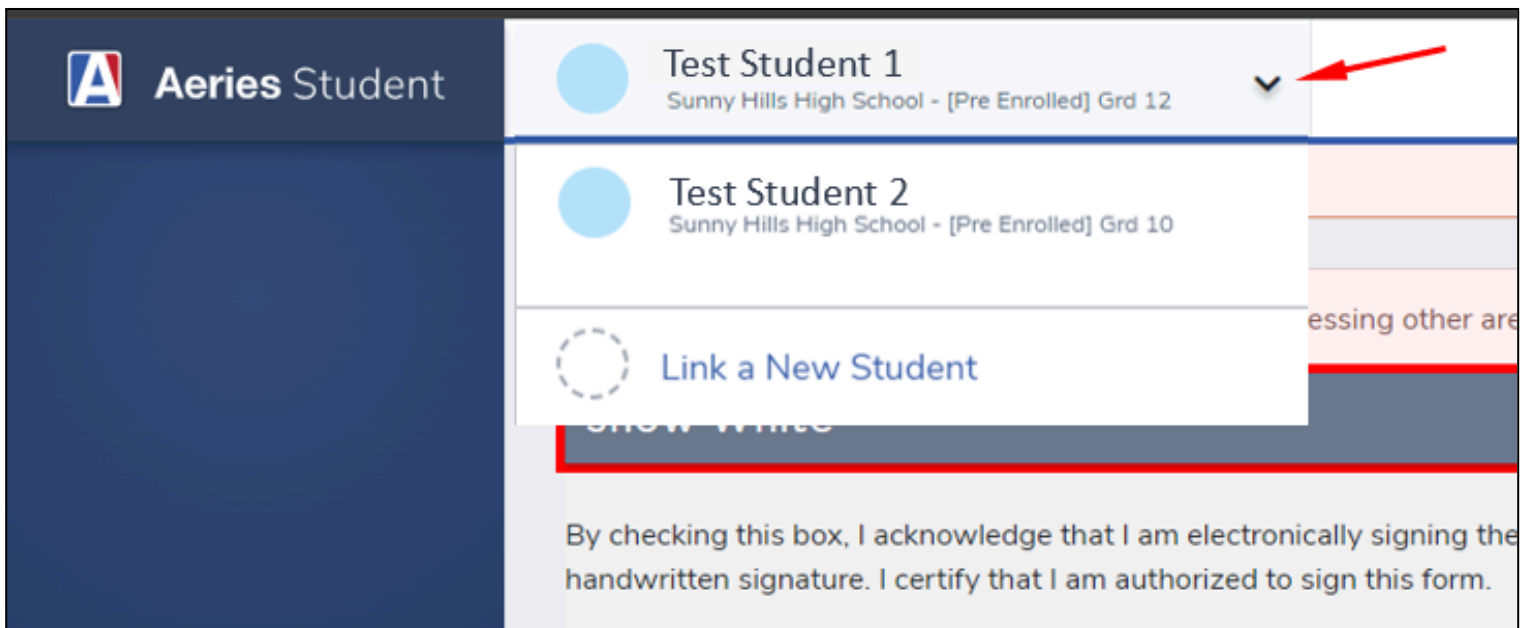 Aeries Student
Test Student 1
Sunny Hills High School - [Pre Enrolled] Grd 12
Test Student 2
Sunny Hills High School - [Pre Enrolled] Grd 10
essing other are
Link a New Student
Snow White
By checking this box, I acknowledge that I am electronically signing the
handwritten signature. I certify that I am authorized to sign this form.